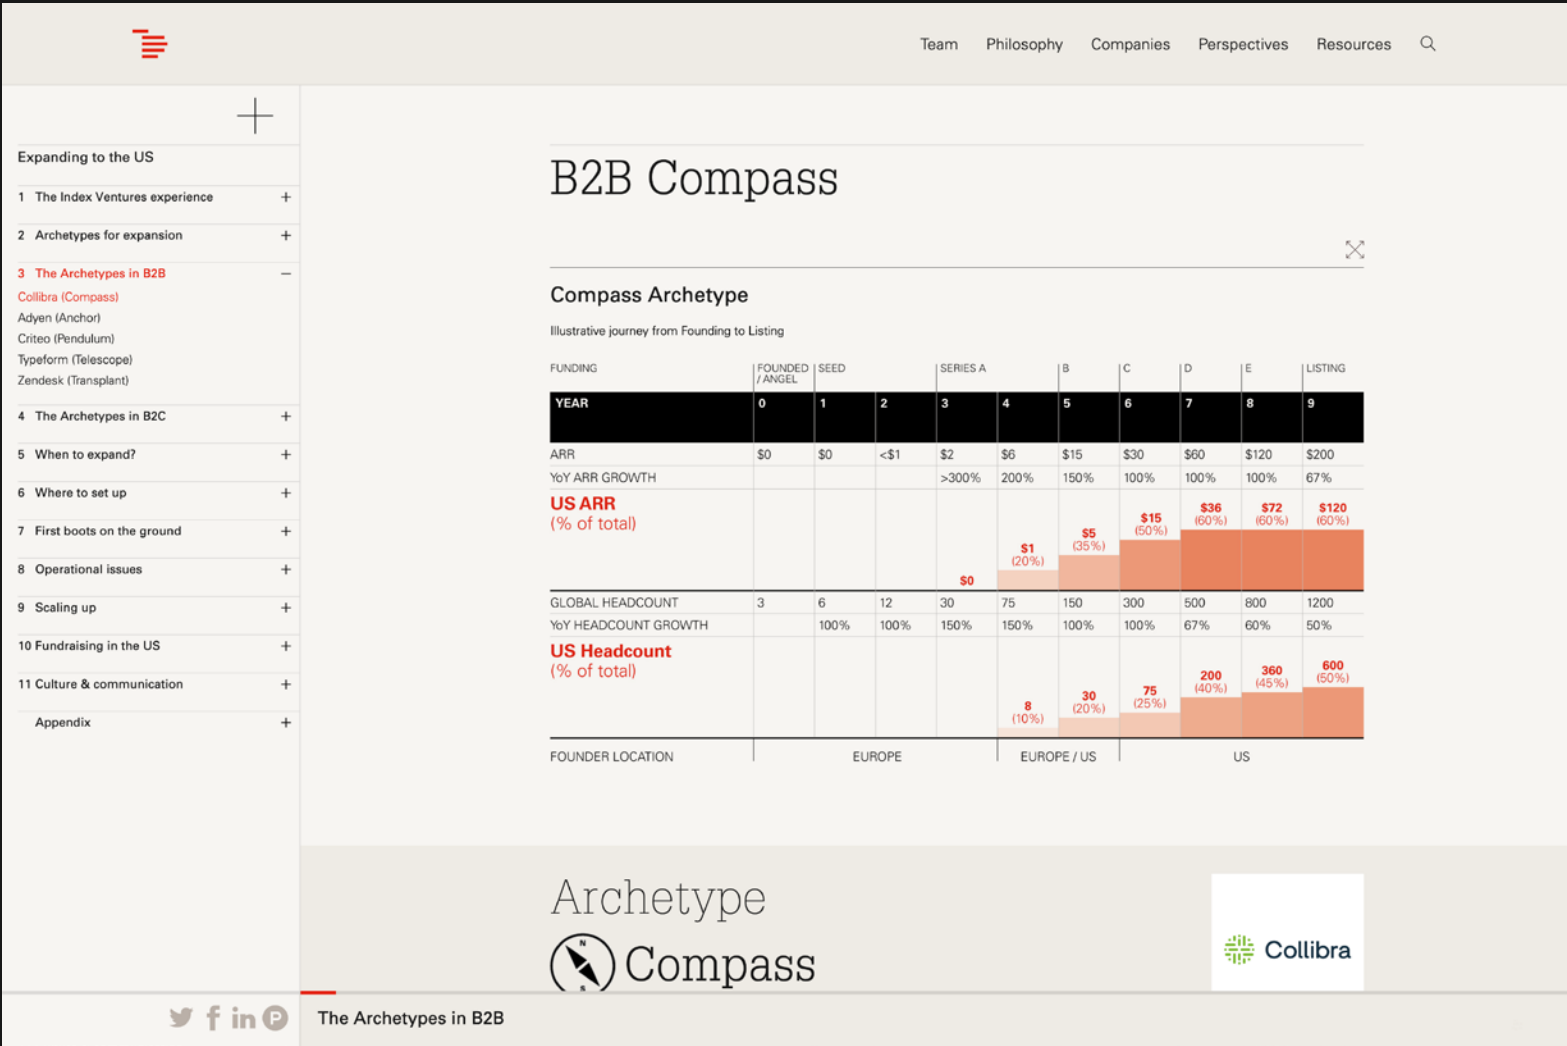 Team Philosophy Companies Perspectives Resources
Expanding to the US
1 The Index Ventures experience +
2 Archetypes for expansion +
3 The Archetypes in B2B −
Collibra (Compass)
Adyen (Anchor)
Criteo (Pendulum)
Typeform (Telescope)
Zendesk (Transplant)
4 The Archetypes in B2C +
5 When to expand? +
6 Where to set up +
7 First boots on the ground +
8 Operational issues +
9 Scaling up +
10 Fundraising in the US +
11 Culture & communication +
Appendix +
B2B Compass
Compass Archetype
Illustrative journey from Founding to Listing
FUNDING FOUNDED / ANGEL SEED SERIES A B C D E LISTING
YEAR 0 1 2 3 4 5 6 7 8 9
ARR $0 $0 <$1 $2 $6 $15 $30 $60 $120 $200
YoY ARR GROWTH >300% 200% 150% 100% 100% 100% 67%
US ARR $0 $1 $5 $15 $36 $72 $120
(% of total) (20%) (35%) (50%) (60%) (60%) (60%)
GLOBAL HEADCOUNT 3 6 12 30 75 150 300 500 800 1200
YoY HEADCOUNT GROWTH 100% 100% 150% 150% 100% 100% 67% 60% 50%
US Headcount 8 30 75 200 360 600
(% of total) (10%) (20%) (25%) (40%) (45%) (50%)
FOUNDER LOCATION EUROPE EUROPE / US US
Archetype
N
S
Compass
Collibra
The Archetypes in B2B